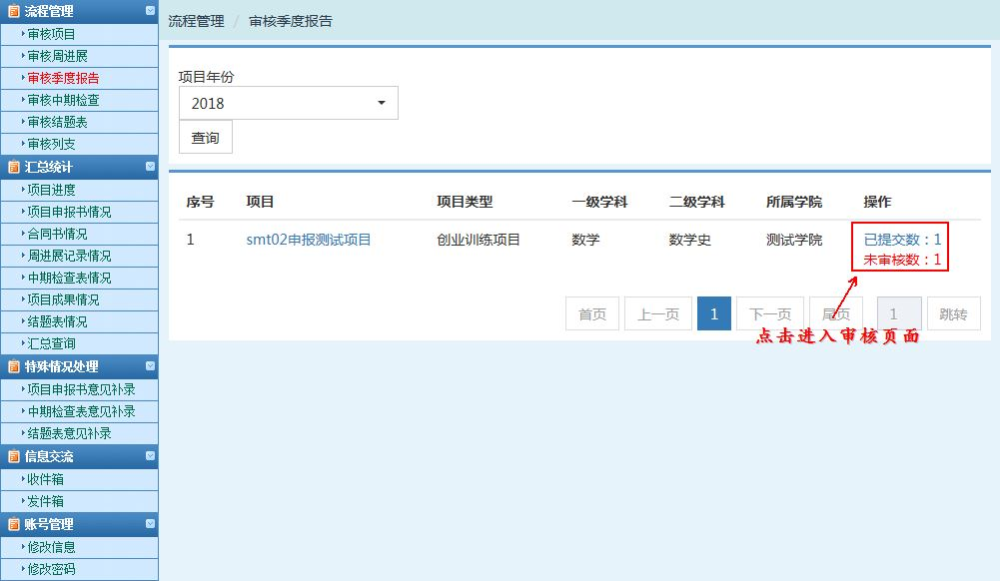 流程管理
审核项目
审核周进展
审核季度报告
审核中期检查
审核结题表
审核列支
汇总统计
项目进度
项目申报书情况
合同书情况
周进展记录情况
中期检查表情况
项目成果情况
结题表情况
汇总查询
特殊情况处理
项目申报书意见补录
中期检查表意见补录
结题表意见补录
信息交流
收件箱
发件箱
账号管理
修改信息
修改密码
流程管理 / 审核季度报告
项目年份
2018
查询
序号 项目 项目类型 一级学科 二级学科 所属学院 操作
1 smt02申报测试项目 创业训练项目 数学 数学史 测试学院 已提交数：1
未审核数：1
首页 上一页 1 下一页 尾页 1 跳转
点击进入审核页面